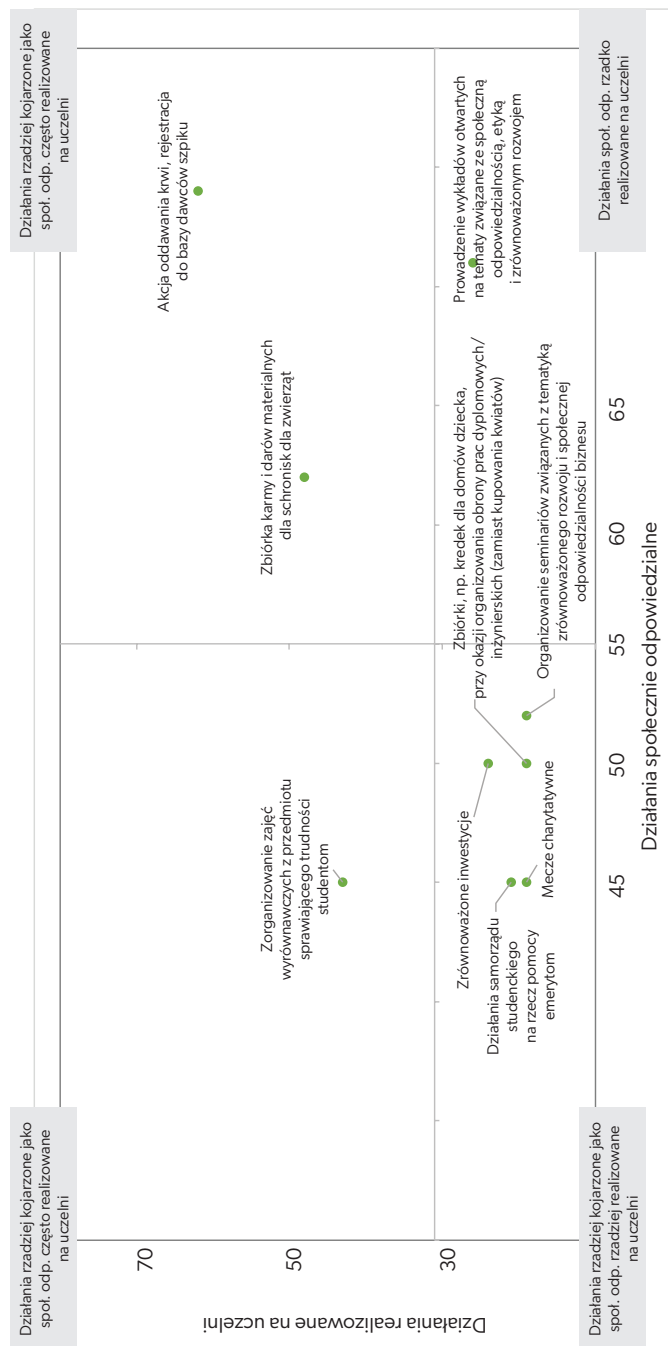 Działania rzadziej kojarzone jako
społ. odp. często realizowane
na uczelni
Działania rzadziej kojarzone jako
społ. odp. często realizowane
na uczelni
Akcja oddawania krwi, rejestracja
do bazy dawców szpiku
Zbiórka karmy i darów materialnych
dla schronisk dla zwierząt
Zorganizowanie zajęć
wyrównawczych z przedmiotu
sprawiającego trudności
studentom
Działania realizowane na uczelni
70
50
30
Zrównoważone inwestycje
Działania samorządu
studenckiego
na rzecz pomocy
emerytom
Mecze charytatywne
Zbiórki, np. kredek dla domów dziecka,
przy okazji organizowania obrony prac dyplomowych/
inżynierskich (zamiast kupowania kwiatów)
Organizowanie seminariów związanych z tematyką
zrównoważonego rozwoju i społecznej
odpowiedzialności biznesu
Prowadzenie wykładów otwartych
na tematy związane ze społeczną
odpowiedzialnością, etyką
i zrównoważonym rozwojem
Działania rzadziej kojarzone jako
społ. odp. rzadziej realizowane
na uczelni
Działania społ. odp. rzadko
realizowane na uczelni
45
50
55
60
65
Działania społecznie odpowiedzialne